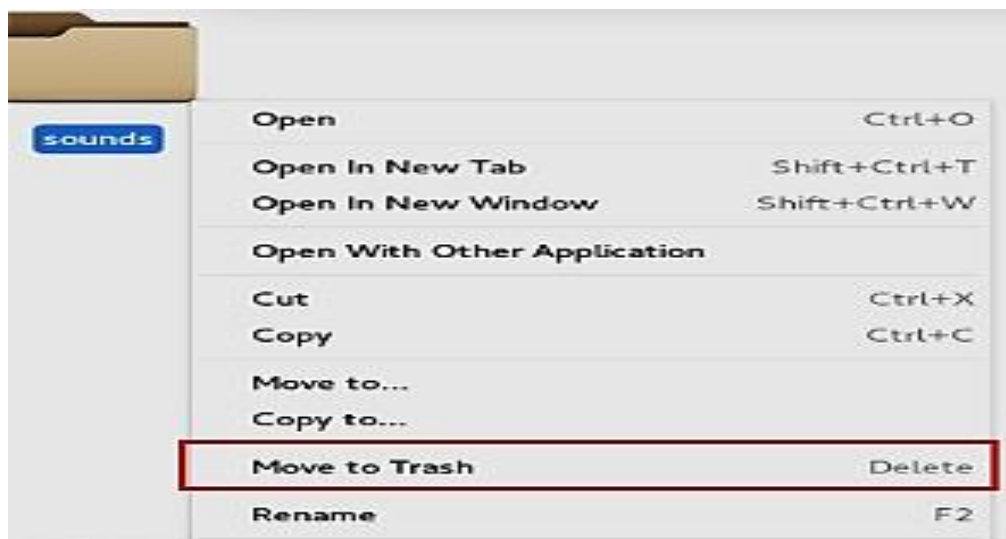 sounds
Open Ctrl+O
Open In New Tab Shift+Ctrl+T
Open In New Window Shift+Ctrl+W
Open With Other Application
Cut Ctrl+X
Copy Ctrl+C
Move to...
Copy to...
Move to Trash Delete
Rename F2